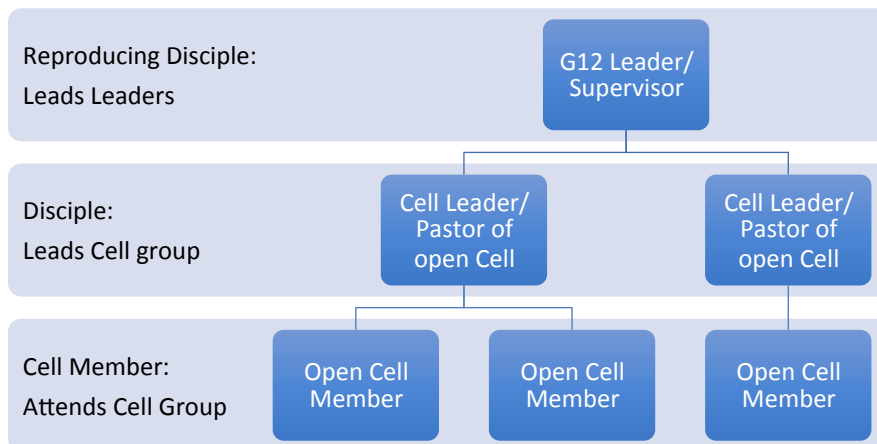 Reproducing Disciple:
Leads Leaders
G12 Leader/
Supervisor
Disciple:
Leads Cell group
Cell Leader/
Pastor of
open Cell
Cell Leader/
Pastor of
open Cell
Cell Member:
Attends Cell Group
Open Cell
Member
Open Cell
Member
Open Cell
Member